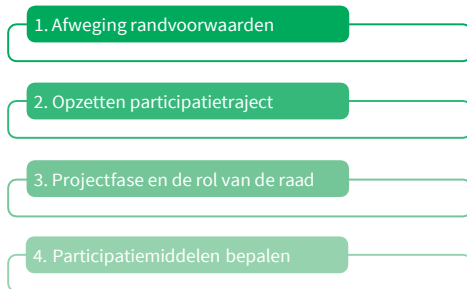 1. Afweging randvoorwaarden
2. Opzetten participatietraject
3. Projectfase en de rol van de raad
4. Participatiemiddelen bepalen